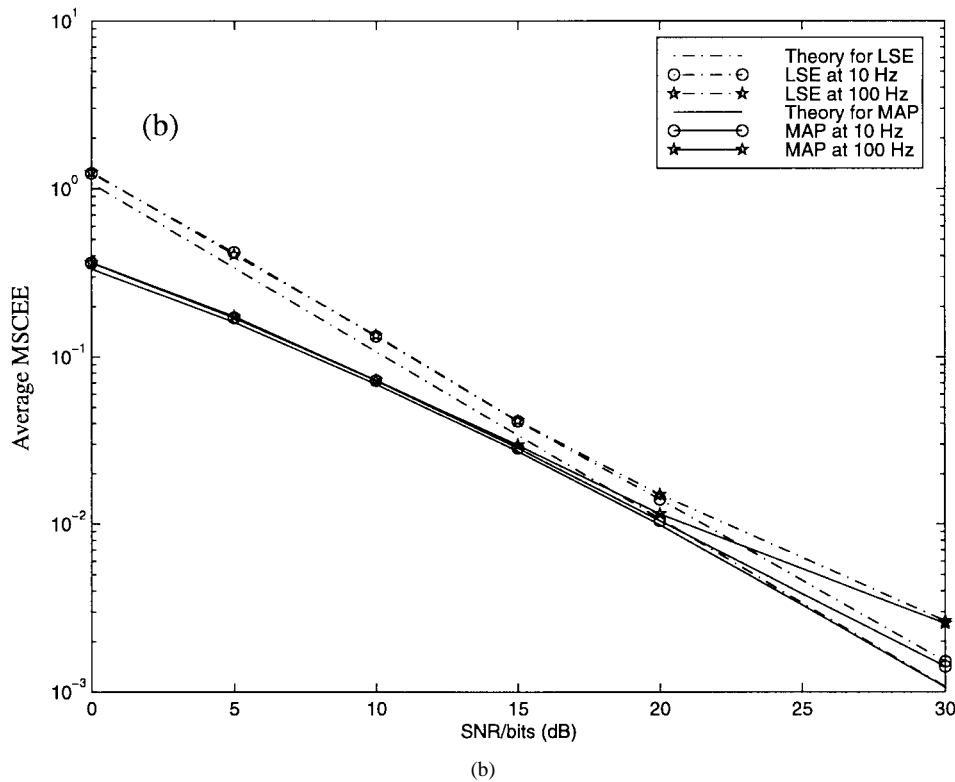 10^1
10^0
10^-1
10^-2
10^-3
Average MSCEE
(b)
Theory for LSE
LSE at 10 Hz
LSE at 100 Hz
Theory for MAP
MAP at 10 Hz
MAP at 100 Hz
0 5 10 15 20 25 30
SNR/bits (dB)
(b)